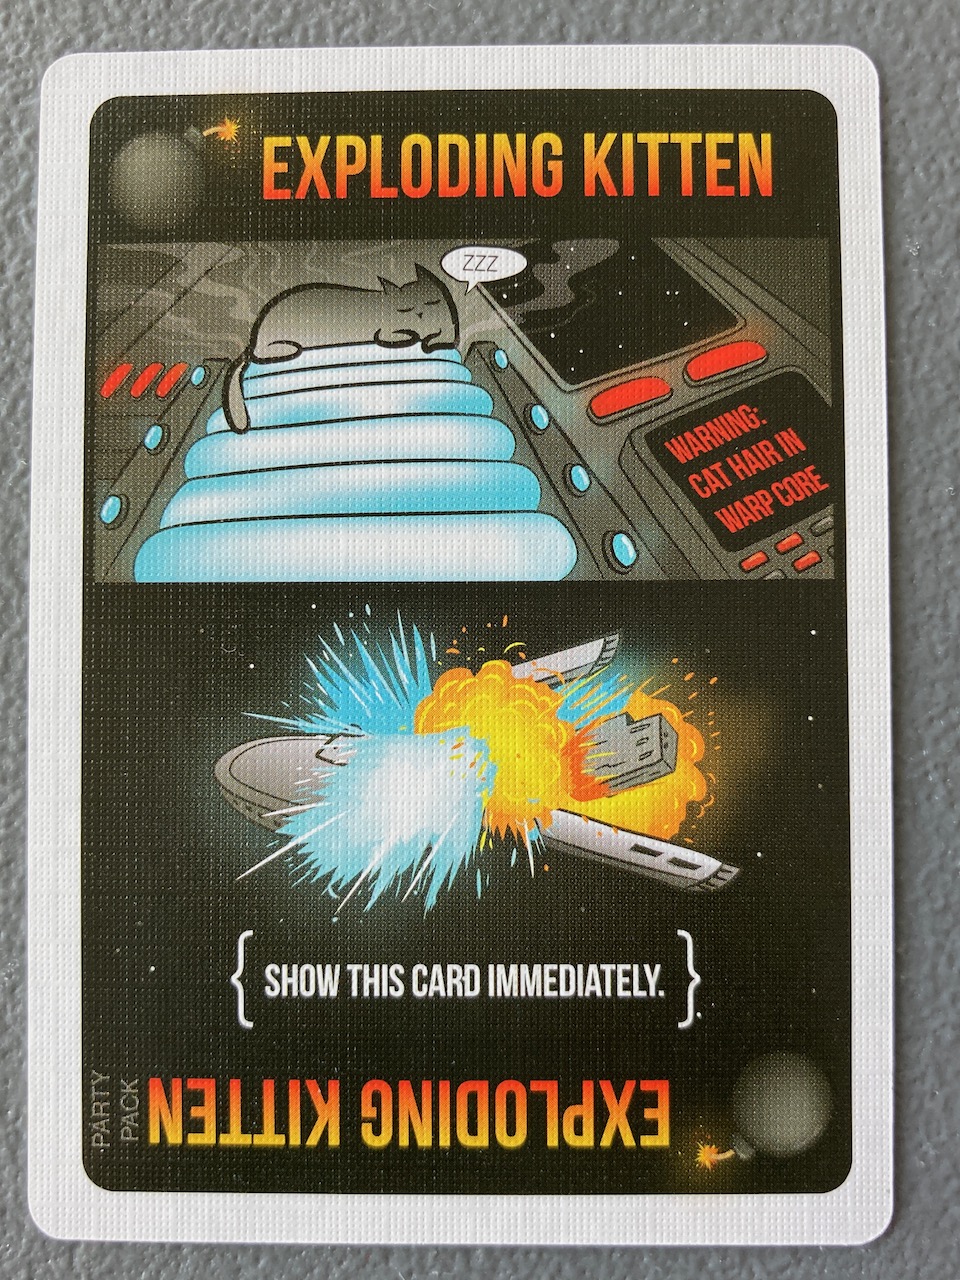 EXPLODING KITTEN
ZZZ
WARNING:
CAT HAIR IN
WARP CORE
SHOW THIS CARD IMMEDIATELY.
PARTY
PACK
EXPLODING KITTEN